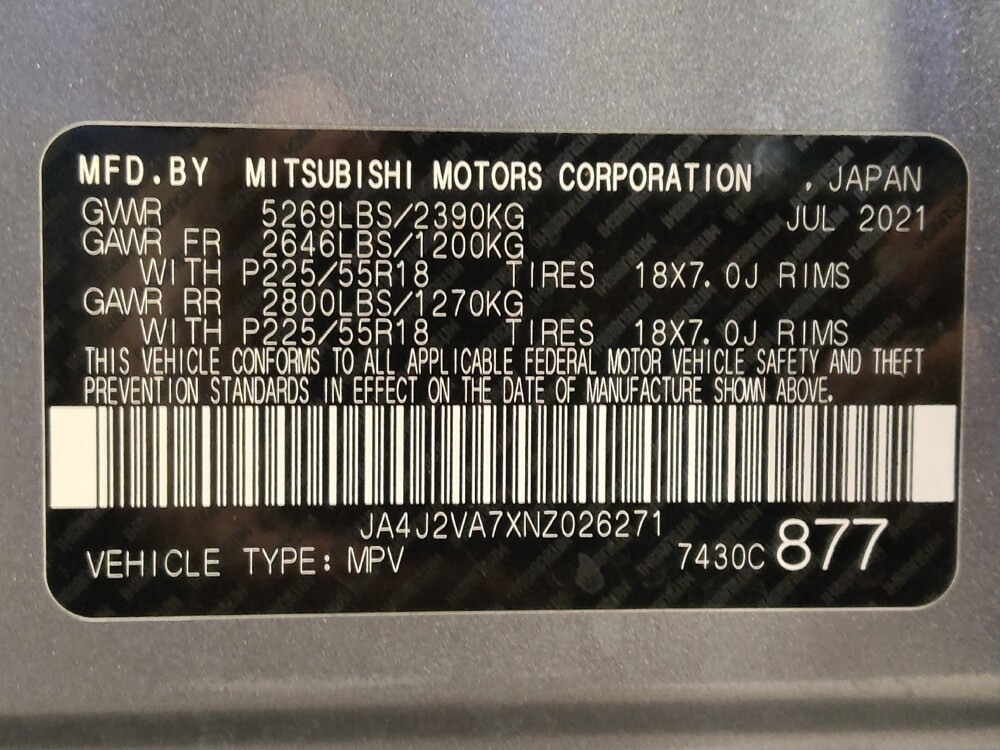 MFD.BY MITSUBISHI MOTORS CORPORATION , JAPAN
GVWR 5269LBS/2390KG JUL 2021
GAWR FR 2646LBS/1200KG
WITH P225/55R18 TIRES 18X7.0J RIMS
GAWR RR 2800LBS/1270KG
WITH P225/55R18 TIRES 18X7.0J RIMS
THIS VEHICLE CONFORMS TO ALL APPLICABLE FEDERAL MOTOR VEHICLE SAFETY AND THEFT
PREVENTION STANDARDS IN EFFECT ON THE DATE OF MANUFACTURE SHOWN ABOVE.
JA4J2VA7XNZ026271
VEHICLE TYPE: MPV 7430C 877